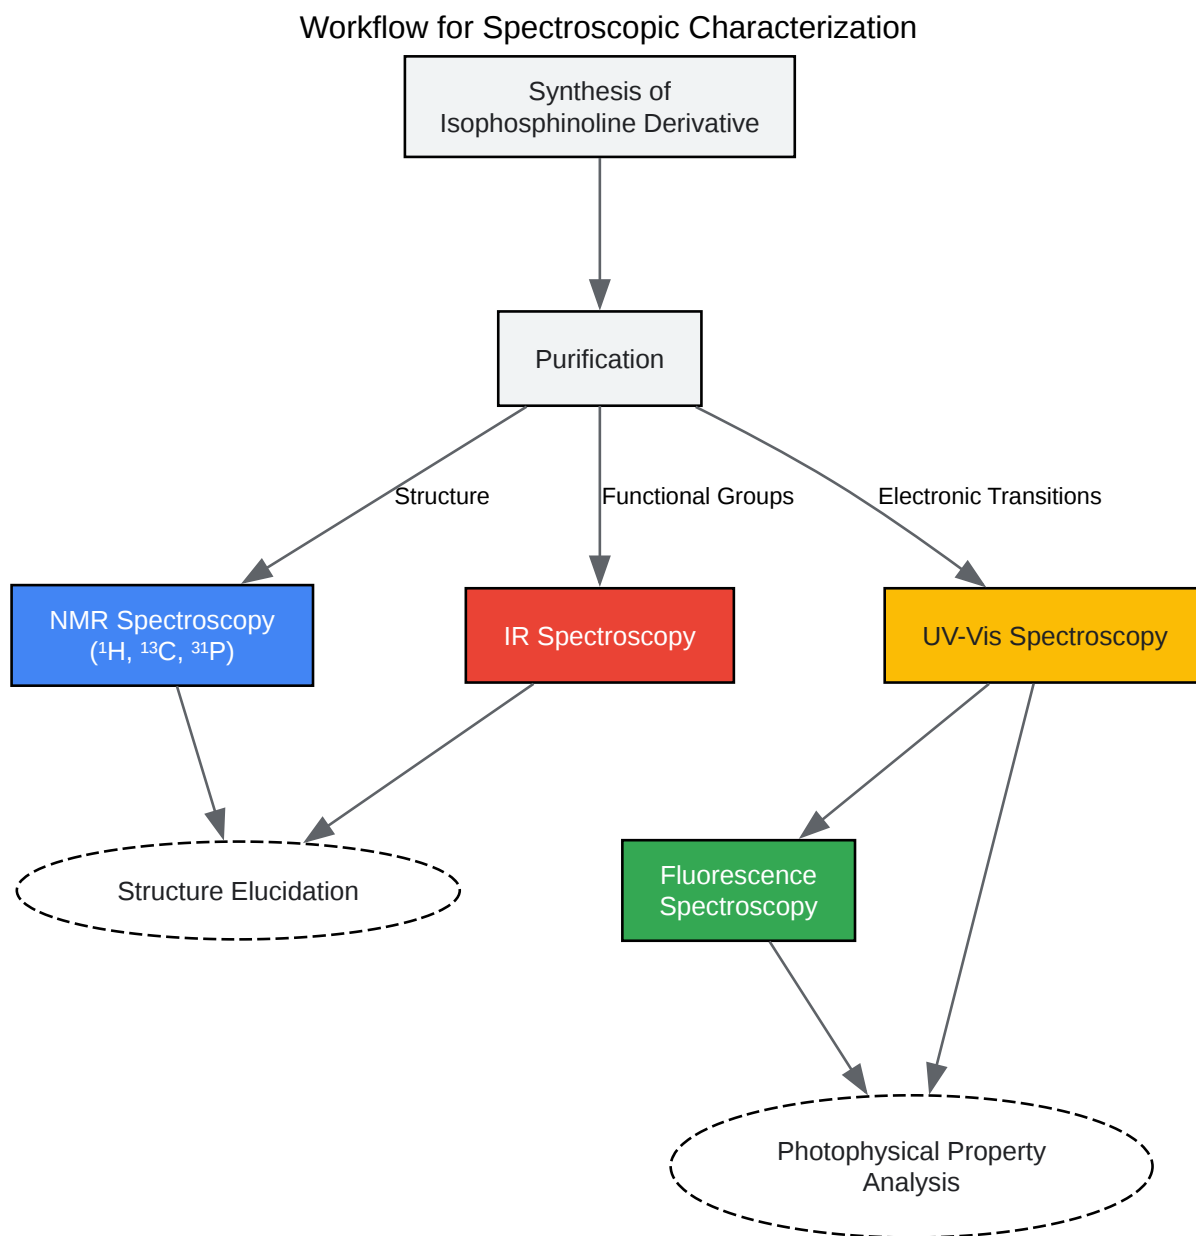 Workflow for Spectroscopic Characterization
Synthesis of
Isophosphinoline Derivative
Purification
Structure
Functional Groups
Electronic Transitions
NMR Spectroscopy
(¹H, ¹³C, ³¹P)
IR Spectroscopy
UV-Vis Spectroscopy
Fluorescence
Spectroscopy
Structure Elucidation
Photophysical Property
Analysis